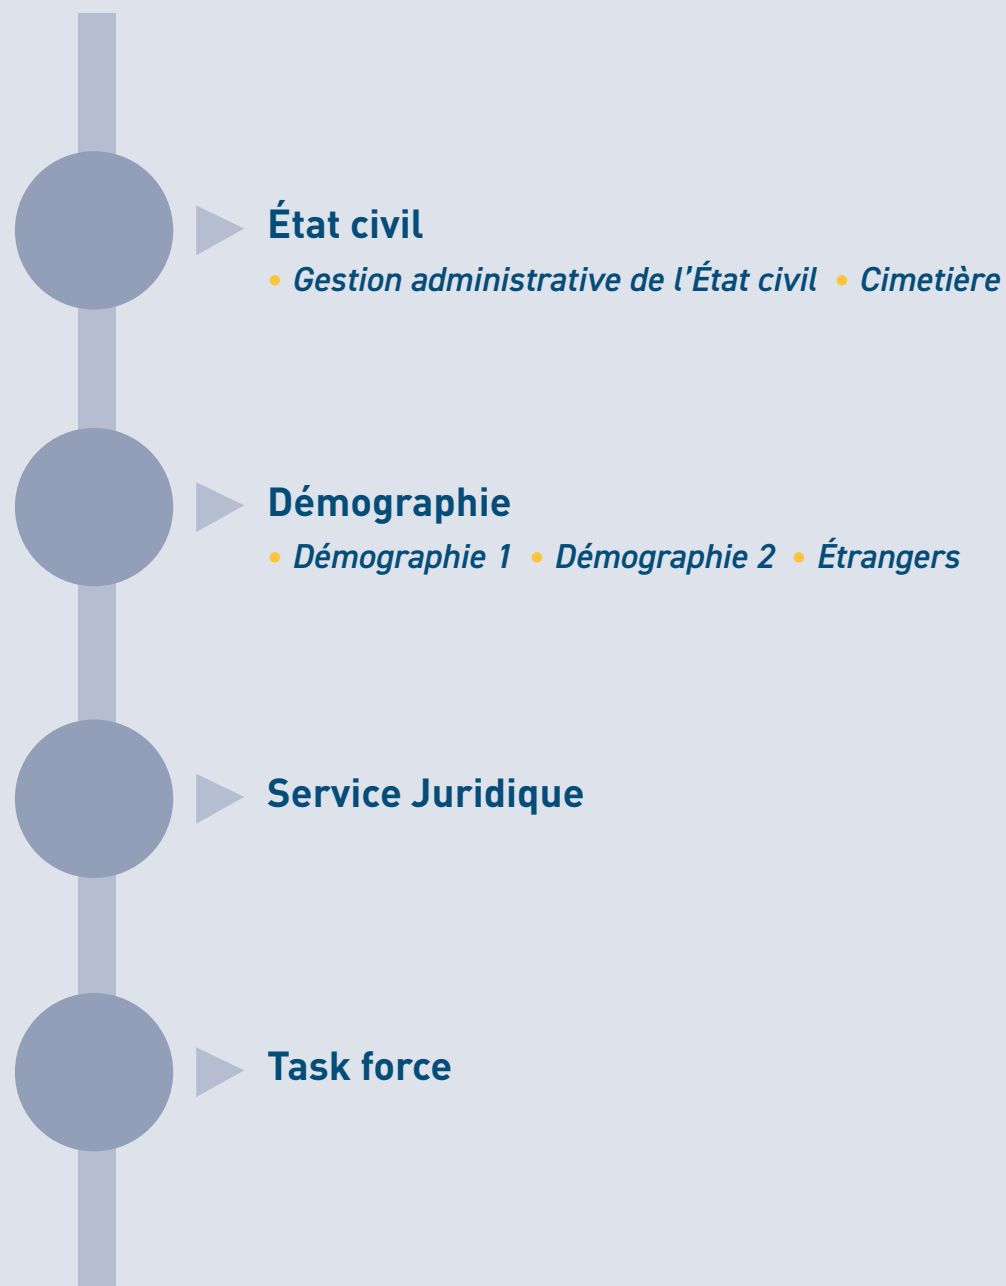 État civil
• Gestion administrative de l’État civil • Cimetière
Démographie
• Démographie 1 • Démographie 2 • Étrangers
Service Juridique
Task force